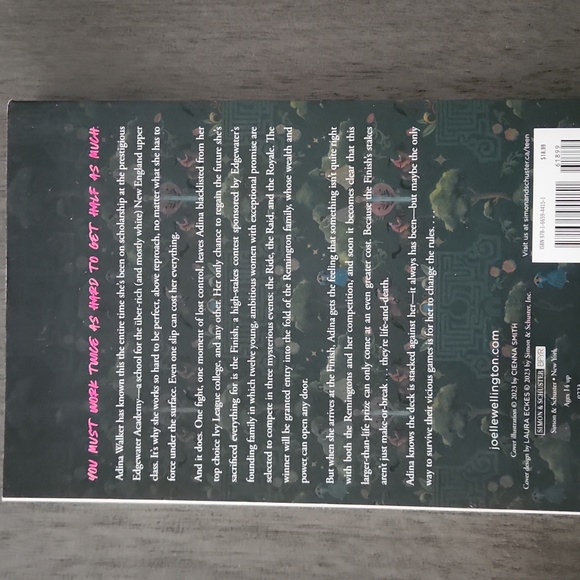 YOU MUST WORK TWICE AS HARD TO GET HALF AS MUCH.
Adina Walker has known this the entire time she's been on scholarship at the prestigious
Edgewater Academy—a school for the über-rich (and mostly white) New England upper
class. It's why she works so hard to be perfect, above reproach, no matter what she has to
force under the surface. Even one slip can cost her everything.
And it does. One fight, one moment of lost control, leaves Adina blacklisted from her
top choice Ivy League college, and any other. Her only chance to regain the future she's
sacrificed everything for is the Finish, a high-stakes contest sponsored by Edgewater's
founding family in which twelve young, ambitious women with exceptional promise are
selected to compete in three mysterious events: the Ride, the Raid, and the Royale. The
winner will be granted entry into the fold of the Remington family, whose wealth and
power can open any door.
But when she arrives at the Finish, Adina gets the feeling that something isn't quite right
with both the Remingtons and her competition, and soon it becomes clear that this
larger-than-life prize can only come at an even greater cost. Because the Finish's stakes
aren't just make-or-break . . . they're life-and-death.
Adina knows the deck is stacked against her—it always has been—but maybe the only
way to survive their vicious games is for her to change the rules. . . .
joellewellington.com
Cover illustration © 2023 by CIENNA SMITH
Cover design by LAURA ECKES © 2023 by Simon & Schuster, Inc.
SIMON & SCHUSTER BFYR
Simon & Schuster • New York
Ages 14 up
Visit us at simonandschuster.ca/teen
$18.99
51899